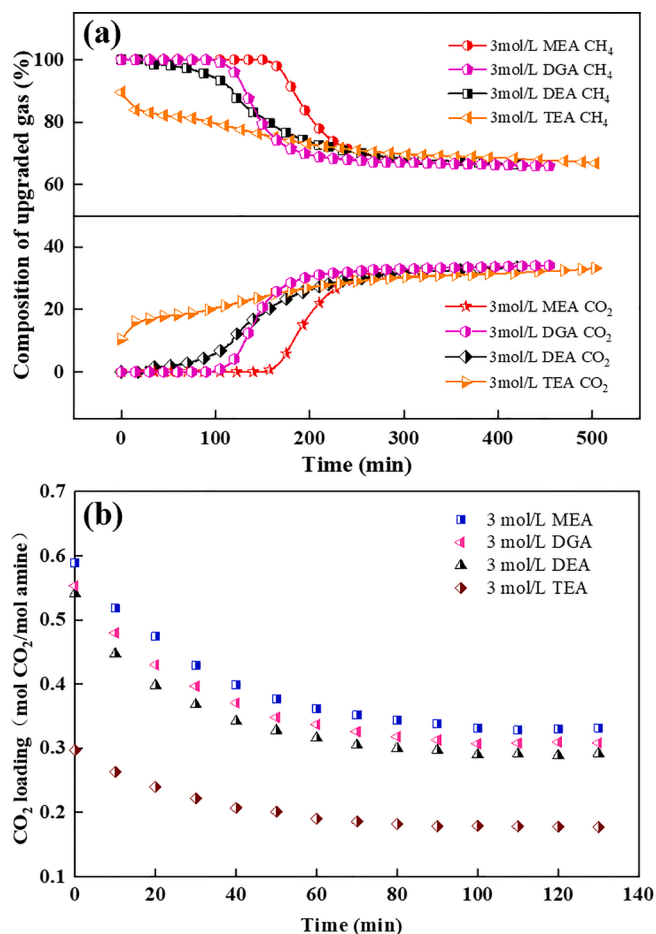 (a)
Composition of upgraded gas (%)
100
80
60
40
20
0
3mol/L MEA CH₄
3mol/L DGA CH₄
3mol/L DEA CH₄
3mol/L TEA CH₄
3mol/L MEA CO₂
3mol/L DGA CO₂
3mol/L DEA CO₂
3mol/L TEA CO₂
0 100 200 300 400 500
Time (min)
(b)
CO₂ loading（mol CO₂/mol amine）
0.7
0.6
0.5
0.4
0.3
0.2
0.1
3 mol/L MEA
3 mol/L DGA
3 mol/L DEA
3 mol/L TEA
0 20 40 60 80 100 120 140
Time (min)